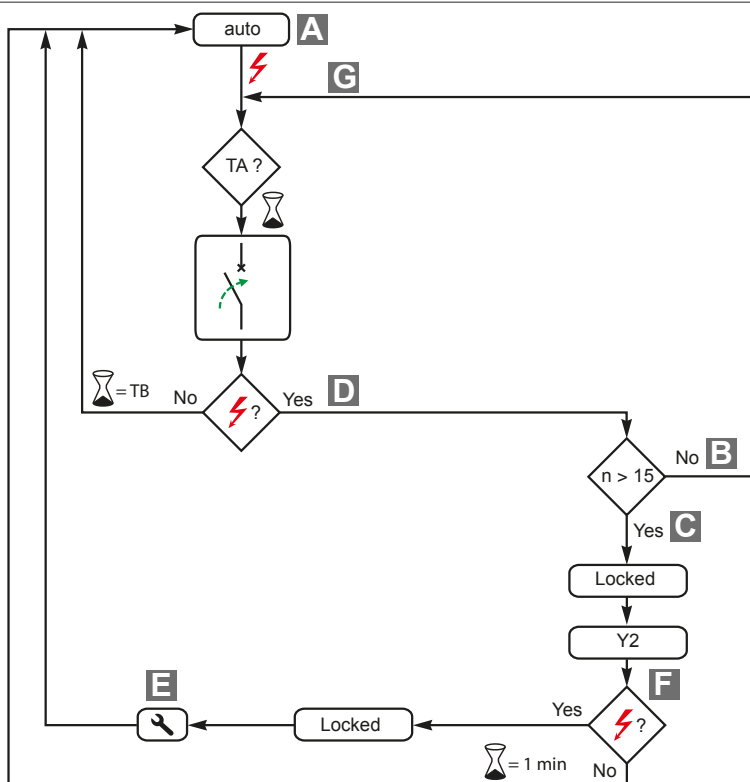 auto
A
G
TA ?
= TB
No
?
Yes
D
n > 15
No
B
Yes
C
Locked
Y2
E
F
Locked
Yes
?
= 1 min
No